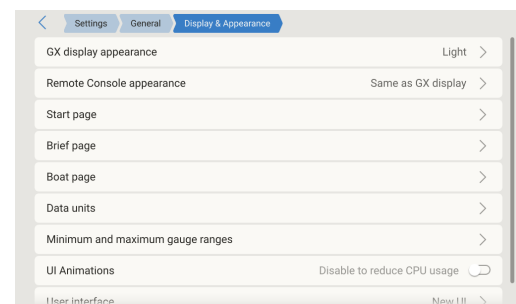 Settings General Display & Appearance
GX display appearance Light
Remote Console appearance Same as GX display
Start page
Brief page
Boat page
Data units
Minimum and maximum gauge ranges
UI Animations Disable to reduce CPU usage
User interface New UI